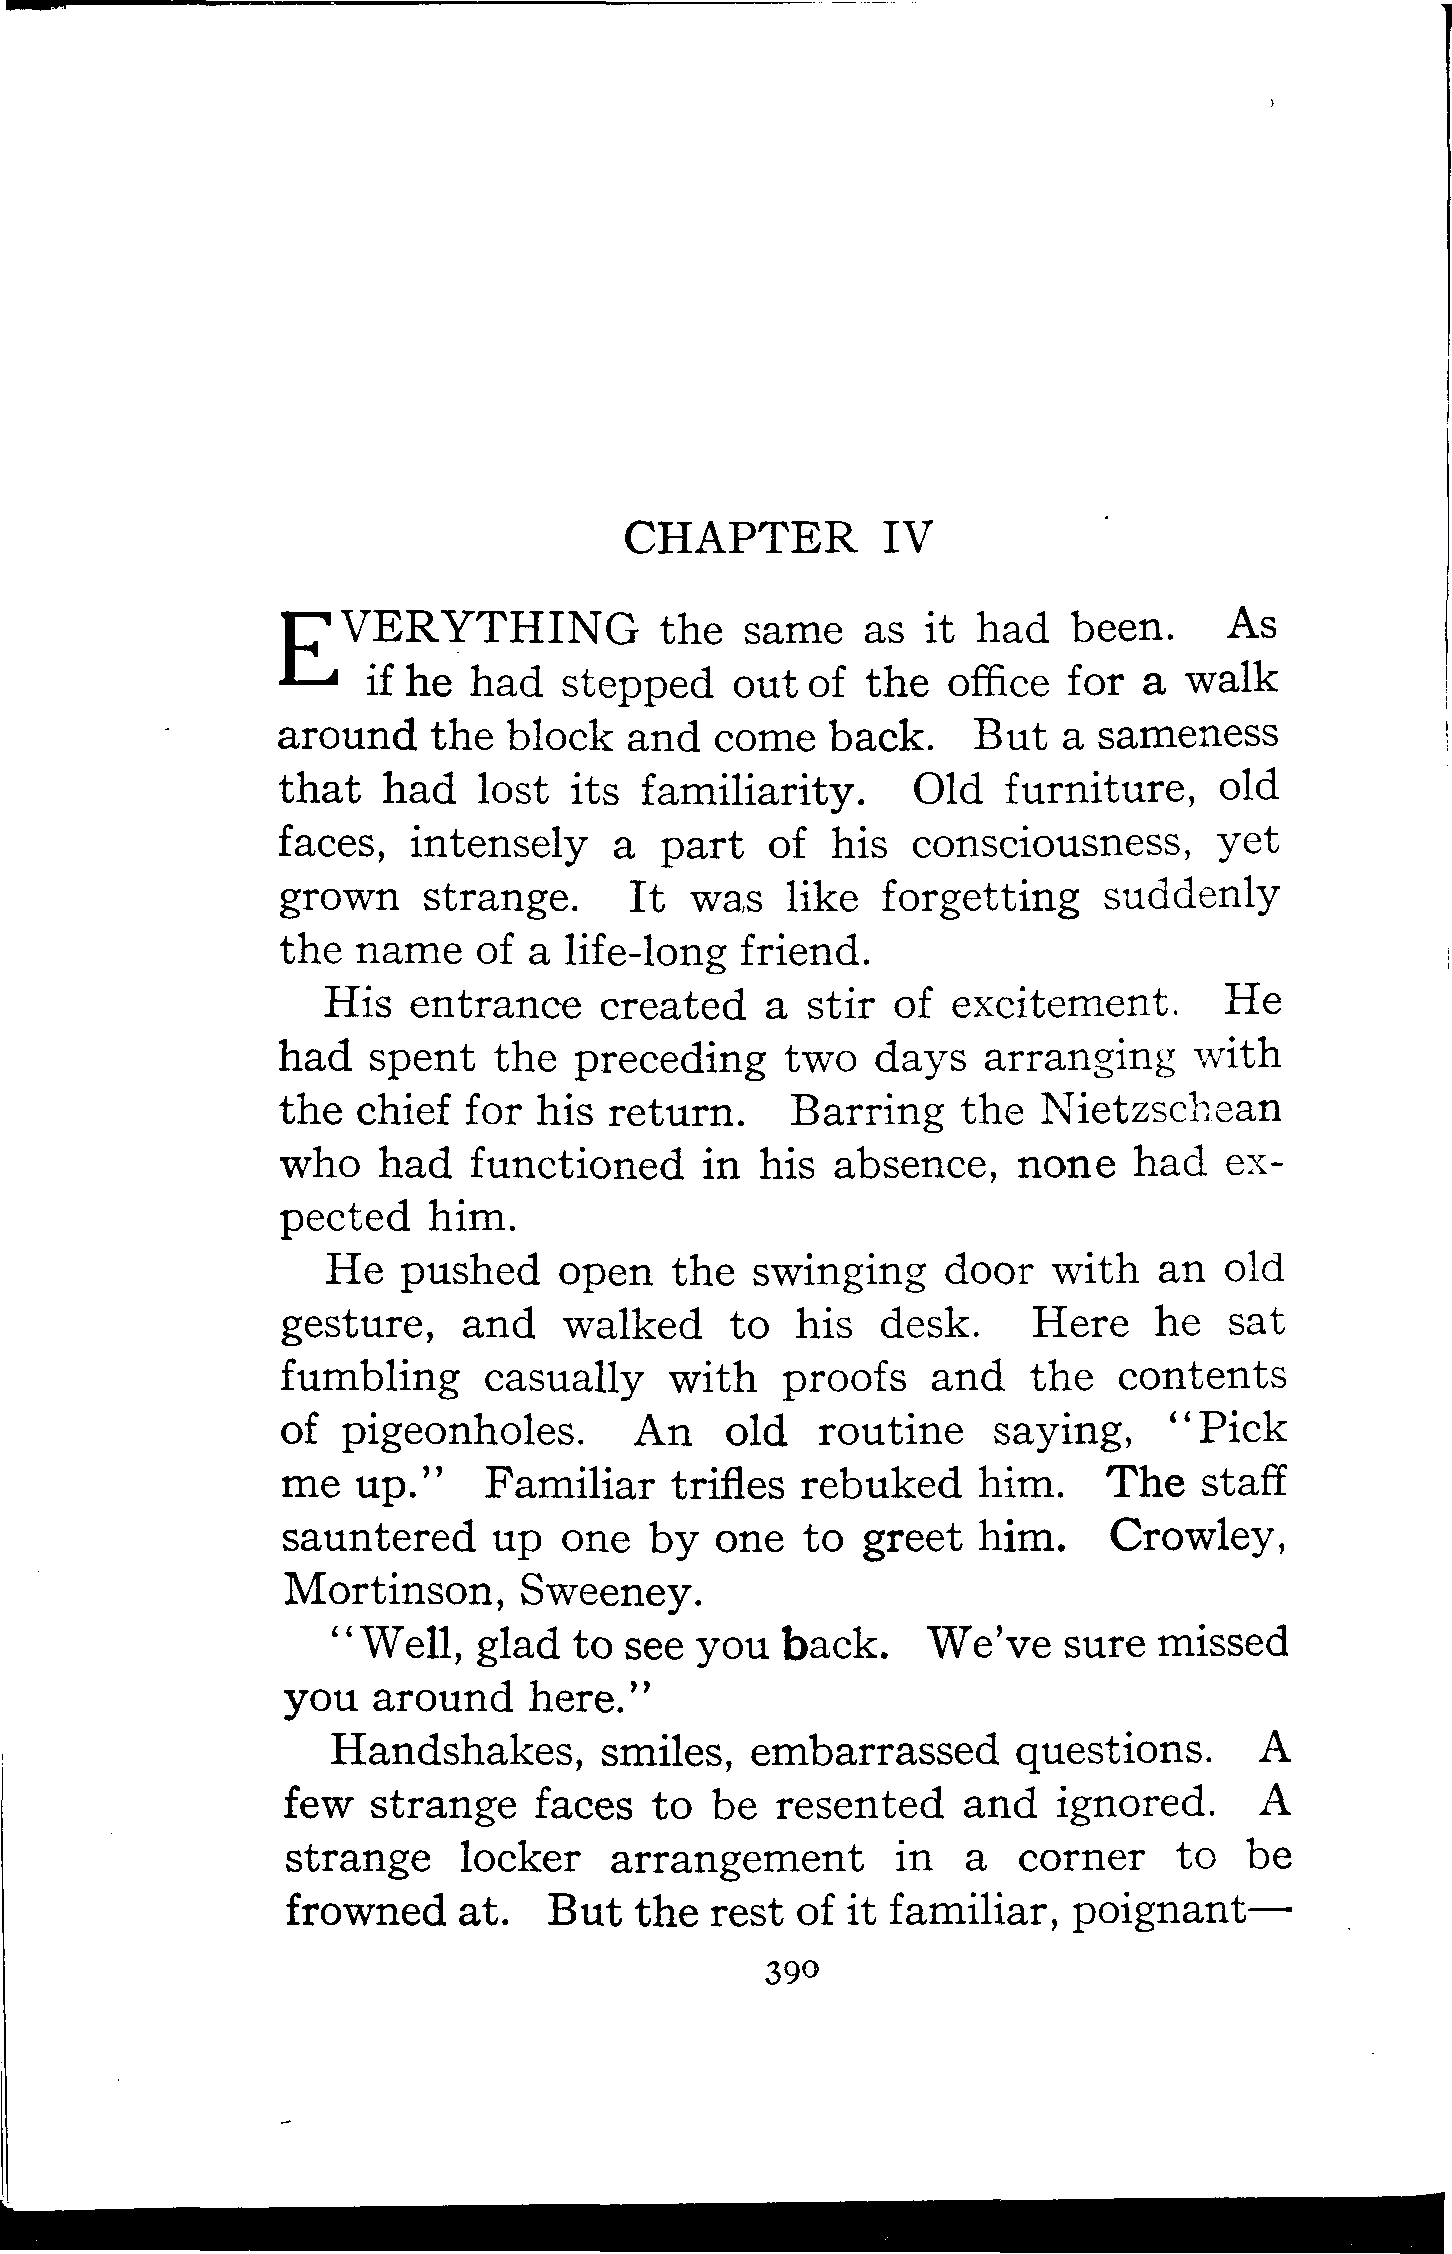 CHAPTER IV
EVERYTHING the same as it had been. As
if he had stepped out of the office for a walk
around the block and come back. But a sameness
that had lost its familiarity. Old furniture, old
faces, intensely a part of his consciousness, yet
grown strange. It was like forgetting suddenly
the name of a life-long friend.
His entrance created a stir of excitement. He
had spent the preceding two days arranging with
the chief for his return. Barring the Nietzschean
who had functioned in his absence, none had ex-
pected him.
He pushed open the swinging door with an old
gesture, and walked to his desk. Here he sat
fumbling casually with proofs and the contents
of pigeonholes. An old routine saying, "Pick
me up." Familiar trifles rebuked him. The staff
sauntered up one by one to greet him. Crowley,
Mortinson, Sweeney.
"Well, glad to see you back. We've sure missed
you around here."
Handshakes, smiles, embarrassed questions. A
few strange faces to be resented and ignored. A
strange locker arrangement in a corner to be
frowned at. But the rest of it familiar, poignant—
390